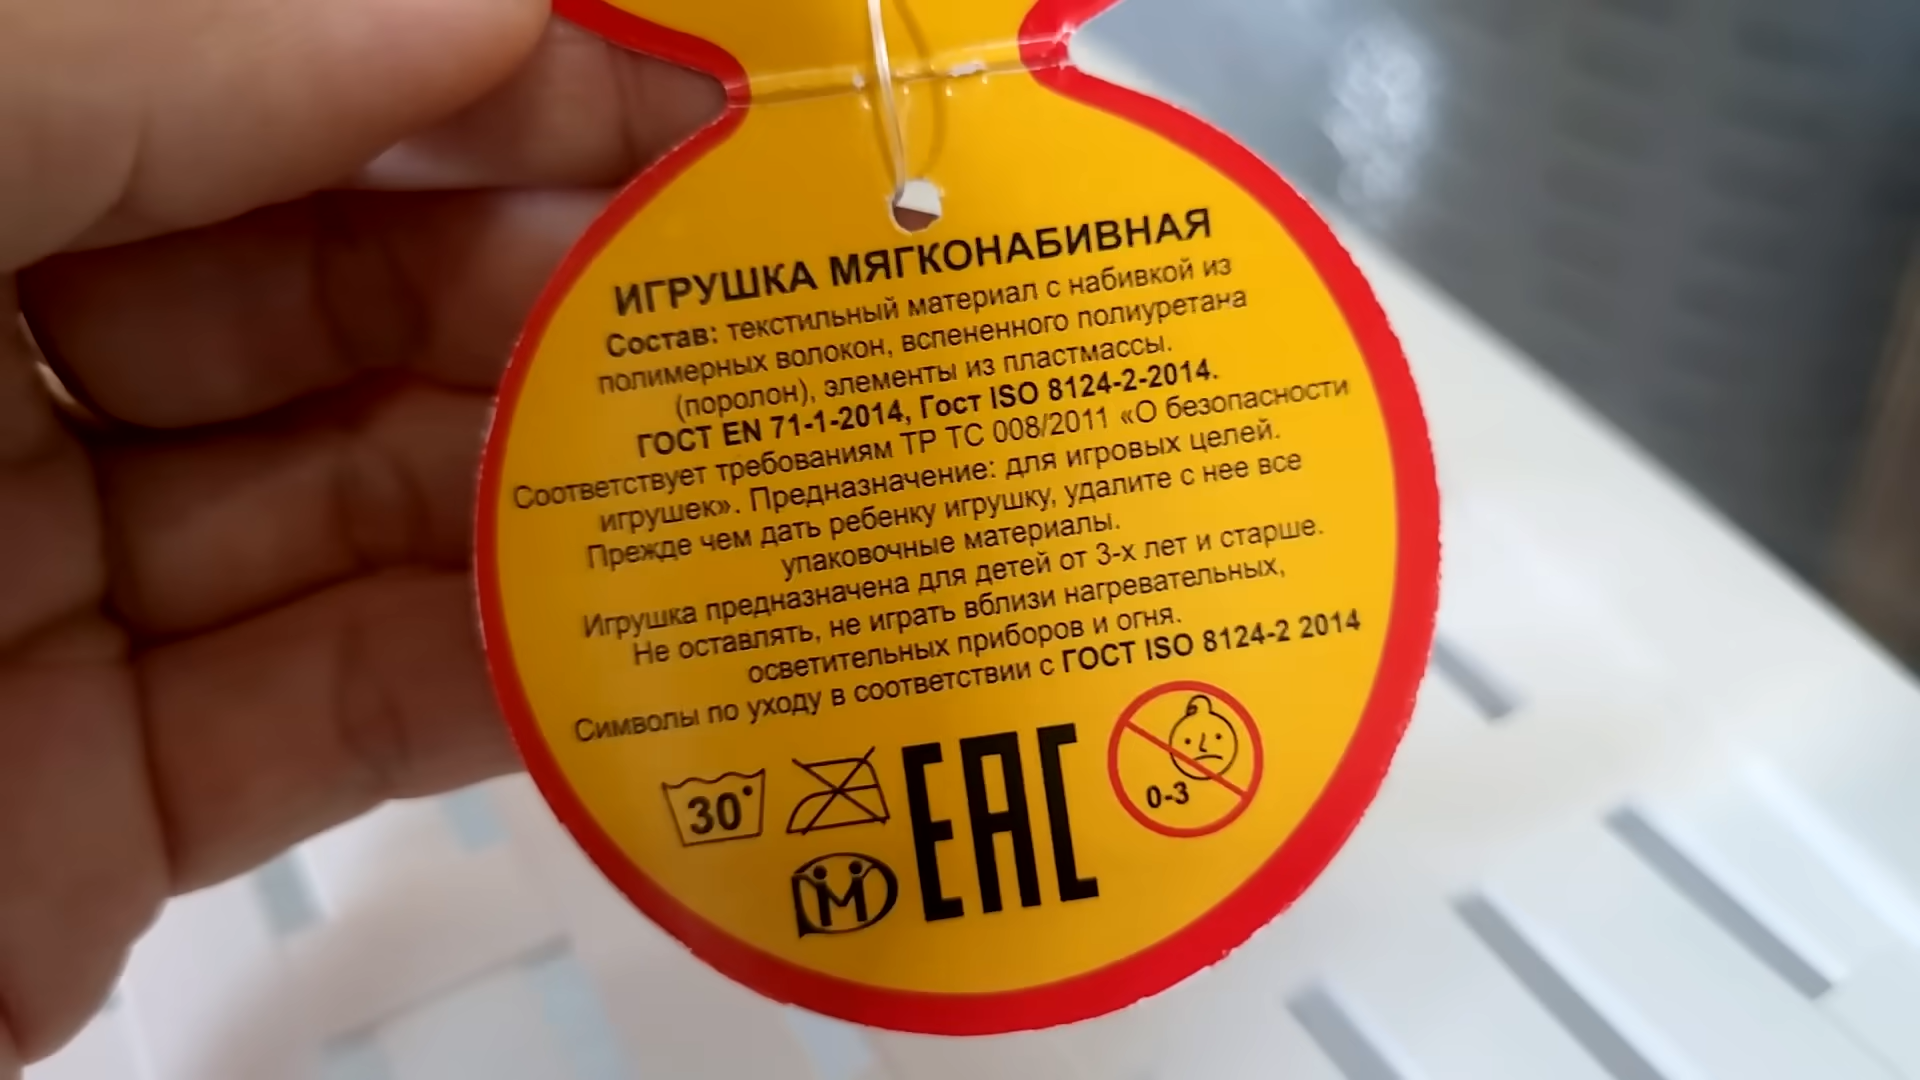 ИГРУШКА МЯГКОНАБИВНАЯ
Состав: текстильный материал с набивкой из
полимерных волокон, вспененного полиуретана
(поролон), элементы из пластмассы.
ГОСТ EN 71-1-2014, Гост ISO 8124-2-2014.
Соответствует требованиям ТР ТС 008/2011 «О безопасности
игрушек». Предназначение: для игровых целей.
Прежде чем дать ребенку игрушку, удалите с нее все
упаковочные материалы.
Игрушка предназначена для детей от 3-х лет и старше.
Не оставлять, не играть вблизи нагревательных,
осветительных приборов и огня.
Символы по уходу в соответствии с ГОСТ ISO 8124-2 2014
30°
EAC
0-3
М